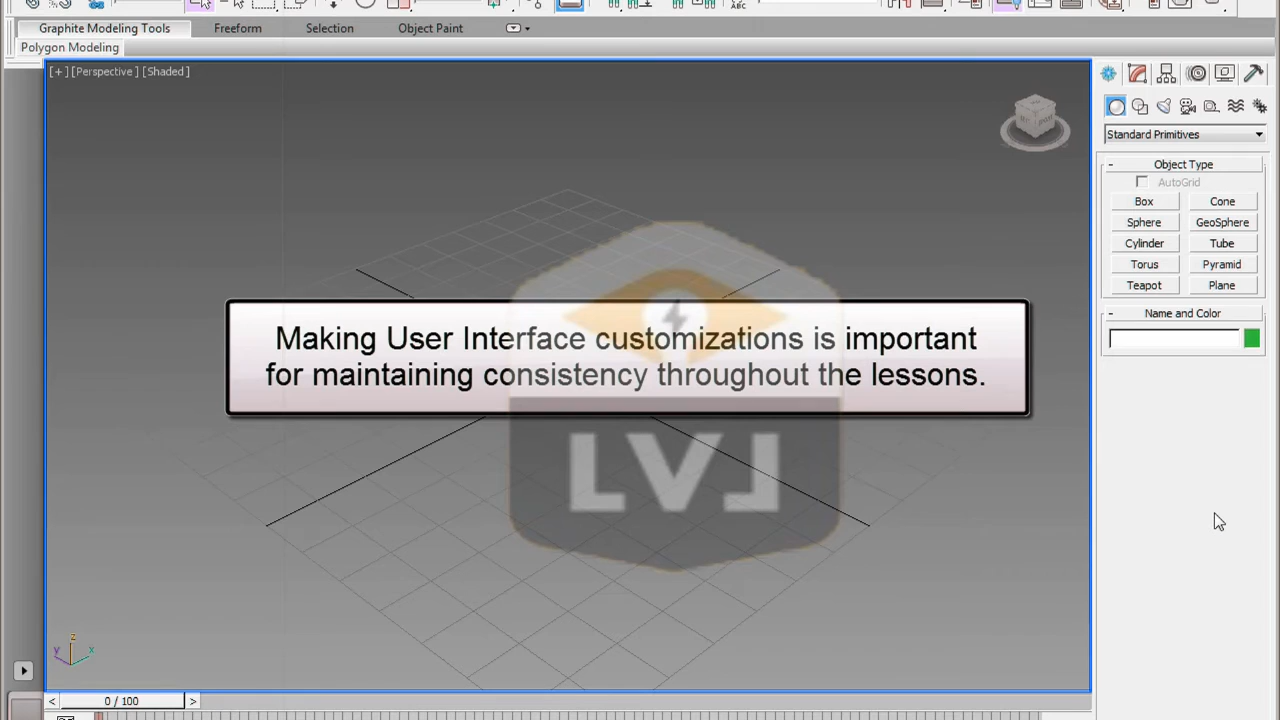 Graphite Modeling Tools Freeform Selection Object Paint
Polygon Modeling
[+] [Perspective] [Shaded]
Standard Primitives
- Object Type
AutoGrid
Box Cone
Sphere GeoSphere
Cylinder Tube
Torus Pyramid
Teapot Plane
- Name and Color
Making User Interface customizations is important
for maintaining consistency throughout the lessons.
LVL
z
y x
< 0 / 100 >